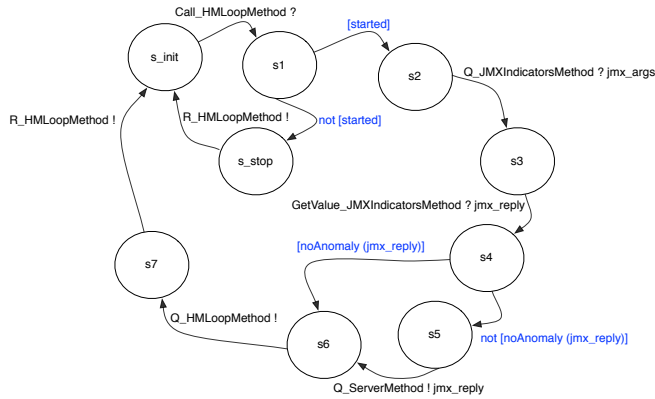 Call_HMLoopMethod ?
[started]
s_init
s1
s2
Q_JMXIndicatorsMethod ? jmx_args
R_HMLoopMethod !
R_HMLoopMethod !
not [started]
s_stop
s3
GetValue_JMXIndicatorsMethod ? jmx_reply
[noAnomaly (jmx_reply)]
s4
s7
Q_HMLoopMethod !
s6
s5
not [noAnomaly (jmx_reply)]
Q_ServerMethod ! jmx_reply